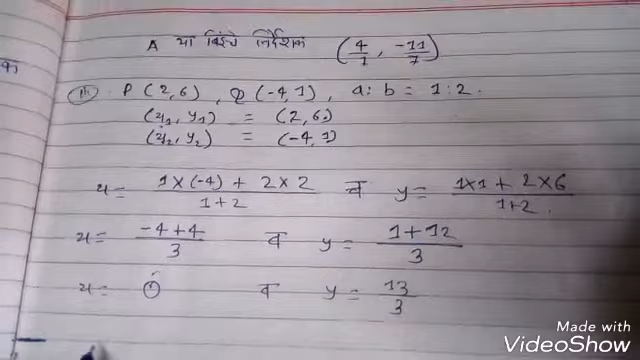 A या बिंदूचे निर्देशक (4/7, -11/7)
(iii) P (2,6), Q (-4,1), a:b = 1:2.
(x1, y1) = (2,6)
(x2, y2) = (-4,1)
x = 1×(-4) + 2×2 / 1+2 व y = 1×1 + 2×6 / 1+2.
x = -4+4 / 3 व y = 1+12 / 3
x = 0 व y = 13/3
Made With
VideoShow